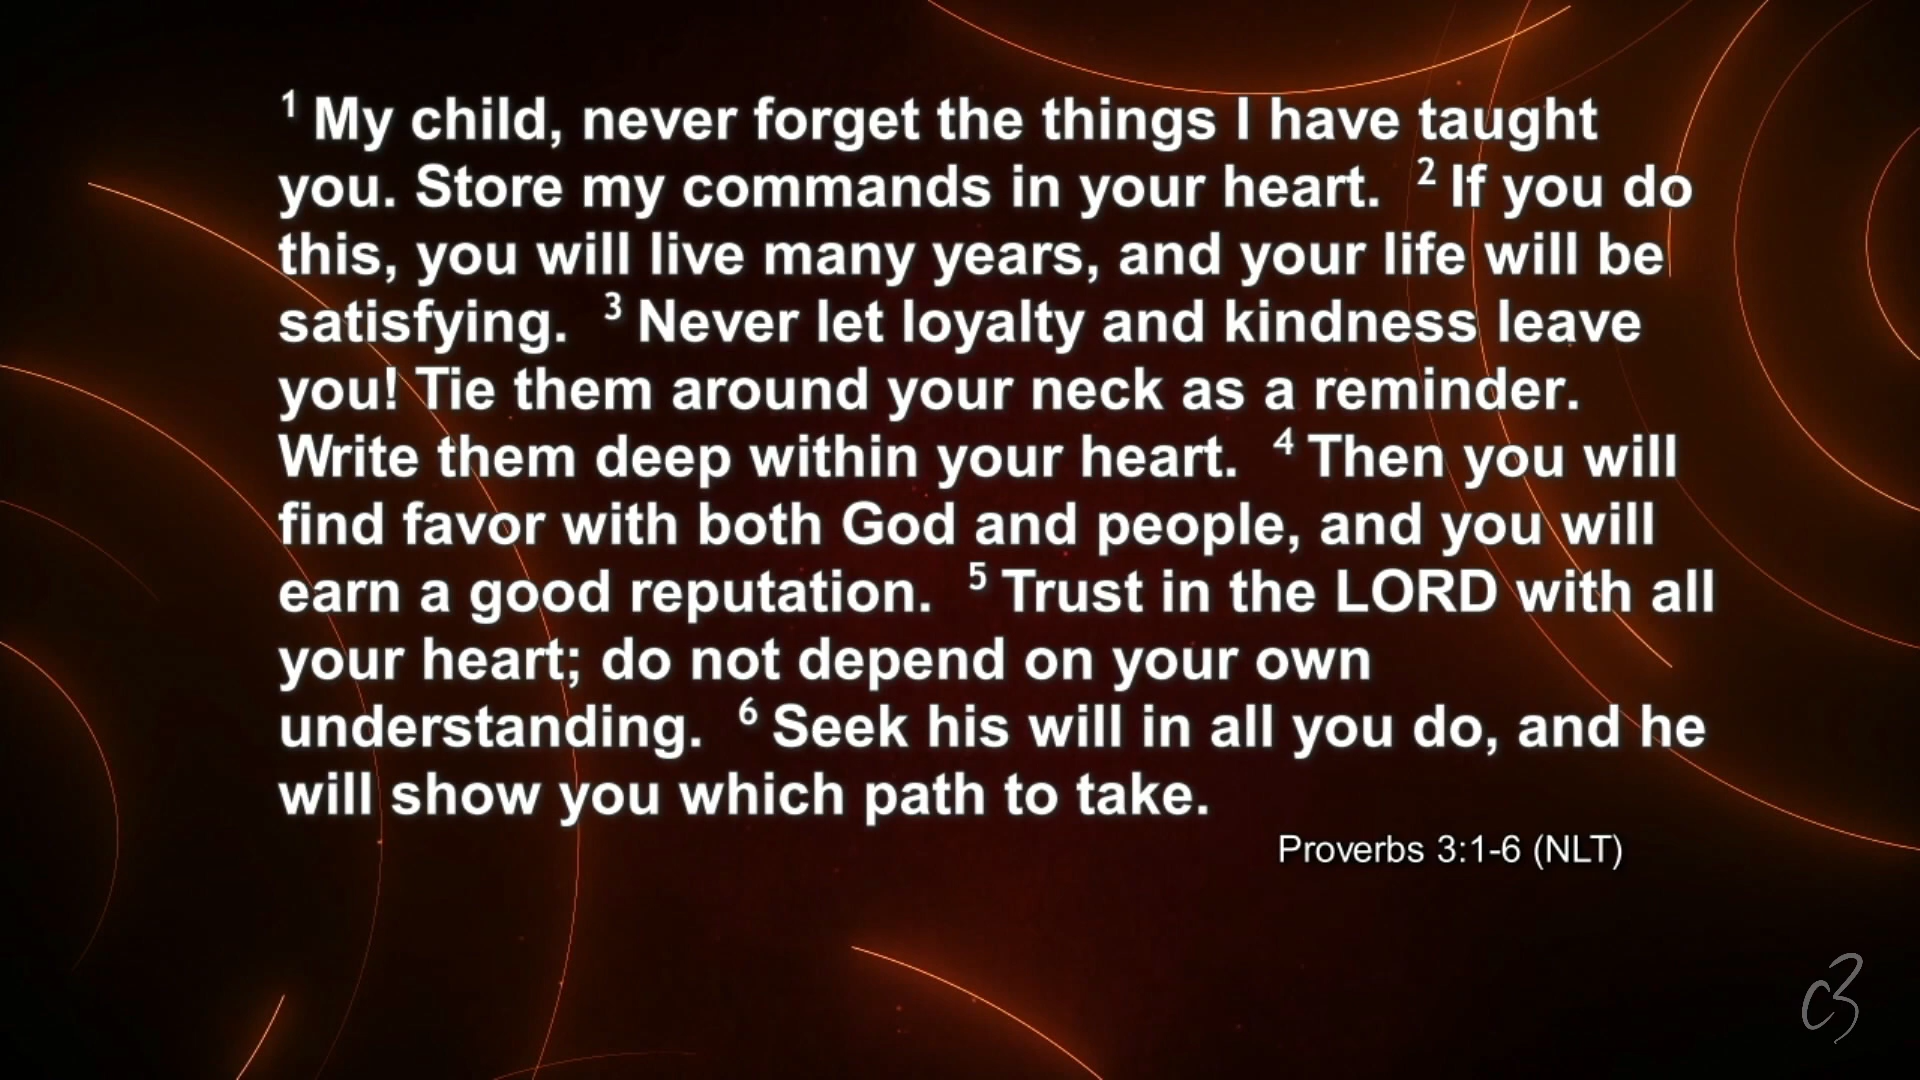 1 My child, never forget the things I have taught
you. Store my commands in your heart. 2 If you do
this, you will live many years, and your life will be
satisfying. 3 Never let loyalty and kindness leave
you! Tie them around your neck as a reminder.
Write them deep within your heart. 4 Then you will
find favor with both God and people, and you will
earn a good reputation. 5 Trust in the LORD with all
your heart; do not depend on your own
understanding. 6 Seek his will in all you do, and he
will show you which path to take.
Proverbs 3:1-6 (NLT)
c3